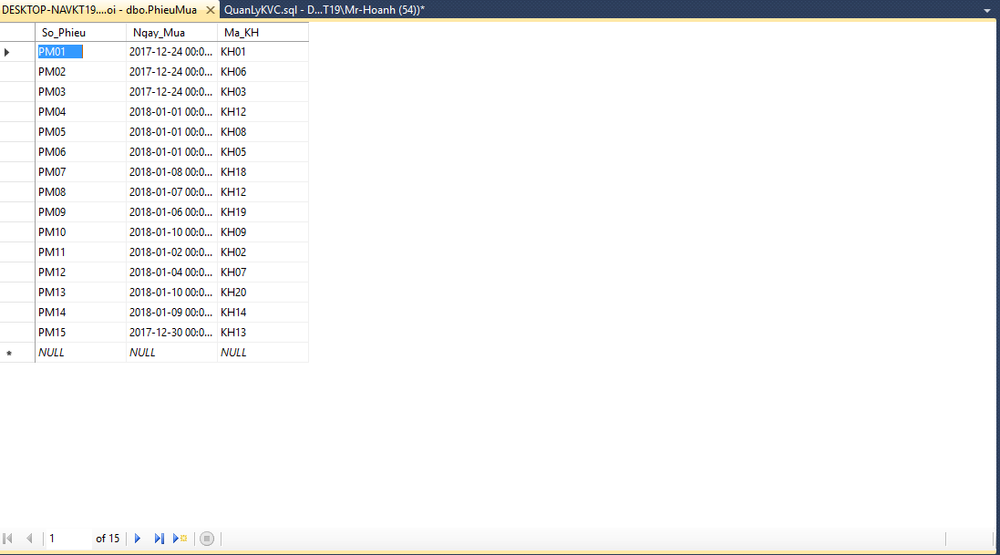 DESKTOP-NAVKT19....oi - dbo.PhieuMua QuanLyKVC.sql - D...T19\Mr-Hoanh (54))*
So_Phieu Ngay_Mua Ma_KH
PM01 2017-12-24 00:0... KH01
PM02 2017-12-24 00:0... KH06
PM03 2017-12-24 00:0... KH03
PM04 2018-01-01 00:0... KH12
PM05 2018-01-01 00:0... KH08
PM06 2018-01-01 00:0... KH05
PM07 2018-01-08 00:0... KH18
PM08 2018-01-07 00:0... KH12
PM09 2018-01-06 00:0... KH19
PM10 2018-01-10 00:0... KH09
PM11 2018-01-02 00:0... KH02
PM12 2018-01-04 00:0... KH07
PM13 2018-01-10 00:0... KH20
PM14 2018-01-09 00:0... KH14
PM15 2017-12-30 00:0... KH13
NULL NULL NULL
1 of 15